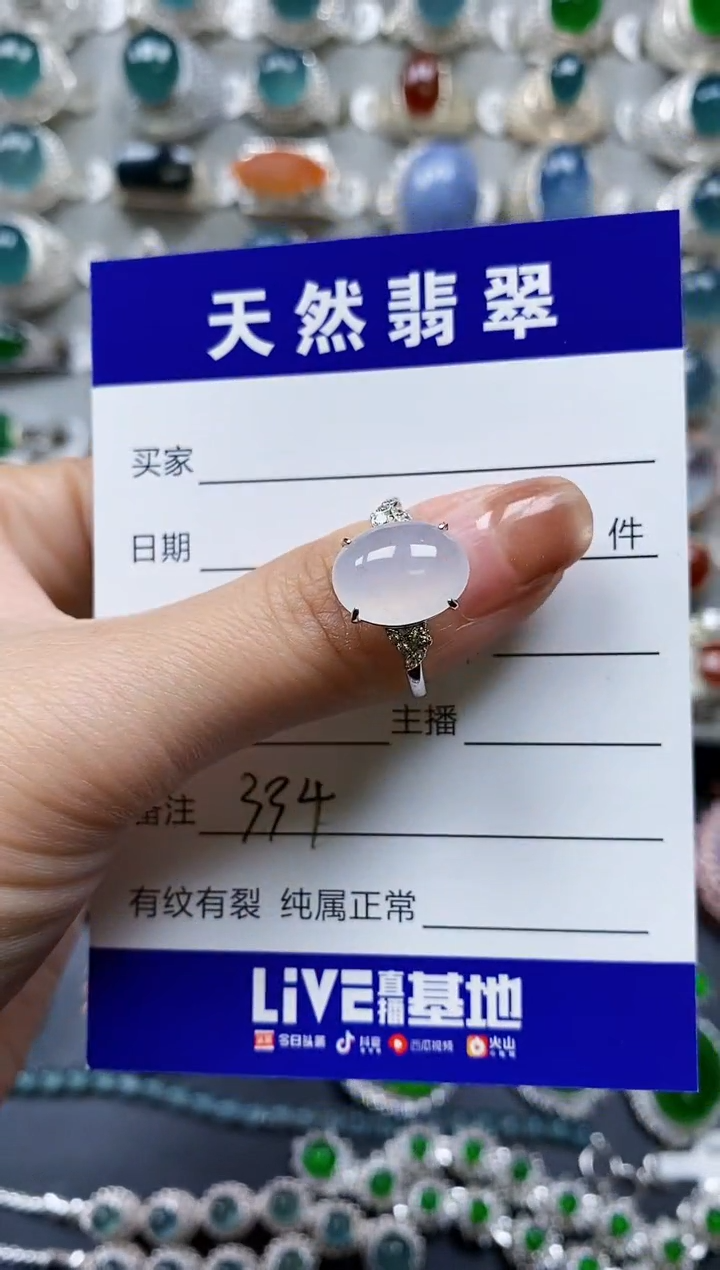 天然翡翠
买家
日期 件
主播
备注 334
有纹有裂 纯属正常
LiVE直播基地
今日头条 抖音 西瓜视频 火山